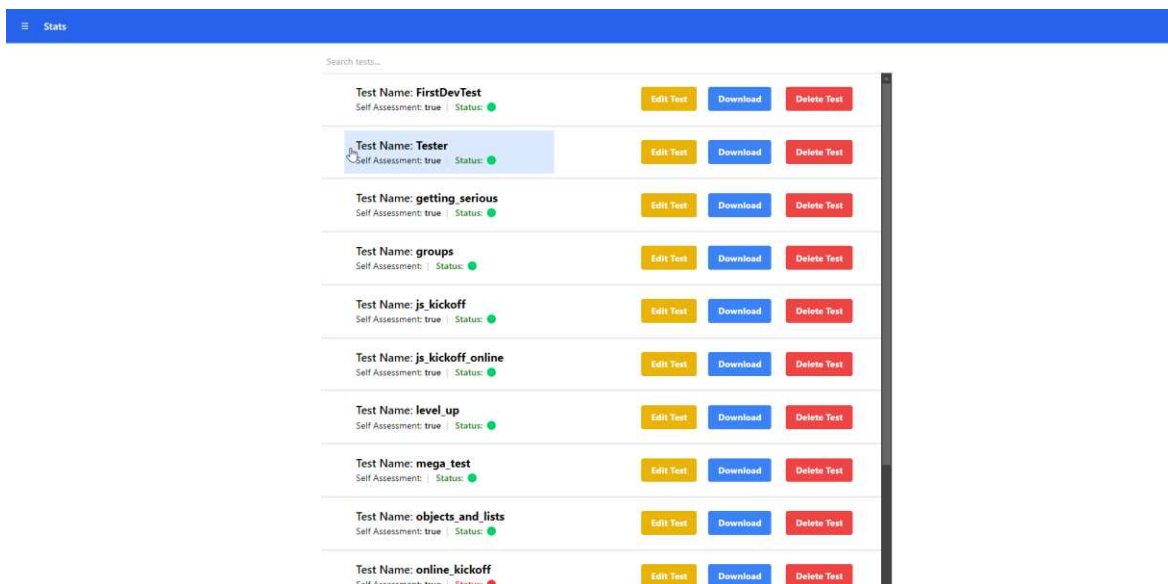 Stats
Search tests...
Test Name: FirstDevTest
Self Assessment: true | Status:
Edit Test Download Delete Test
Test Name: Tester
Self Assessment: true | Status:
Edit Test Download Delete Test
Test Name: getting_serious
Self Assessment: true | Status:
Edit Test Download Delete Test
Test Name: groups
Self Assessment: | Status:
Edit Test Download Delete Test
Test Name: js_kickoff
Self Assessment: true | Status:
Edit Test Download Delete Test
Test Name: js_kickoff_online
Self Assessment: true | Status:
Edit Test Download Delete Test
Test Name: level_up
Self Assessment: true | Status:
Edit Test Download Delete Test
Test Name: mega_test
Self Assessment: | Status:
Edit Test Download Delete Test
Test Name: objects_and_lists
Self Assessment: true | Status:
Edit Test Download Delete Test
Test Name: online_kickoff
Self Assessment: true | Status:
Edit Test Download Delete Test